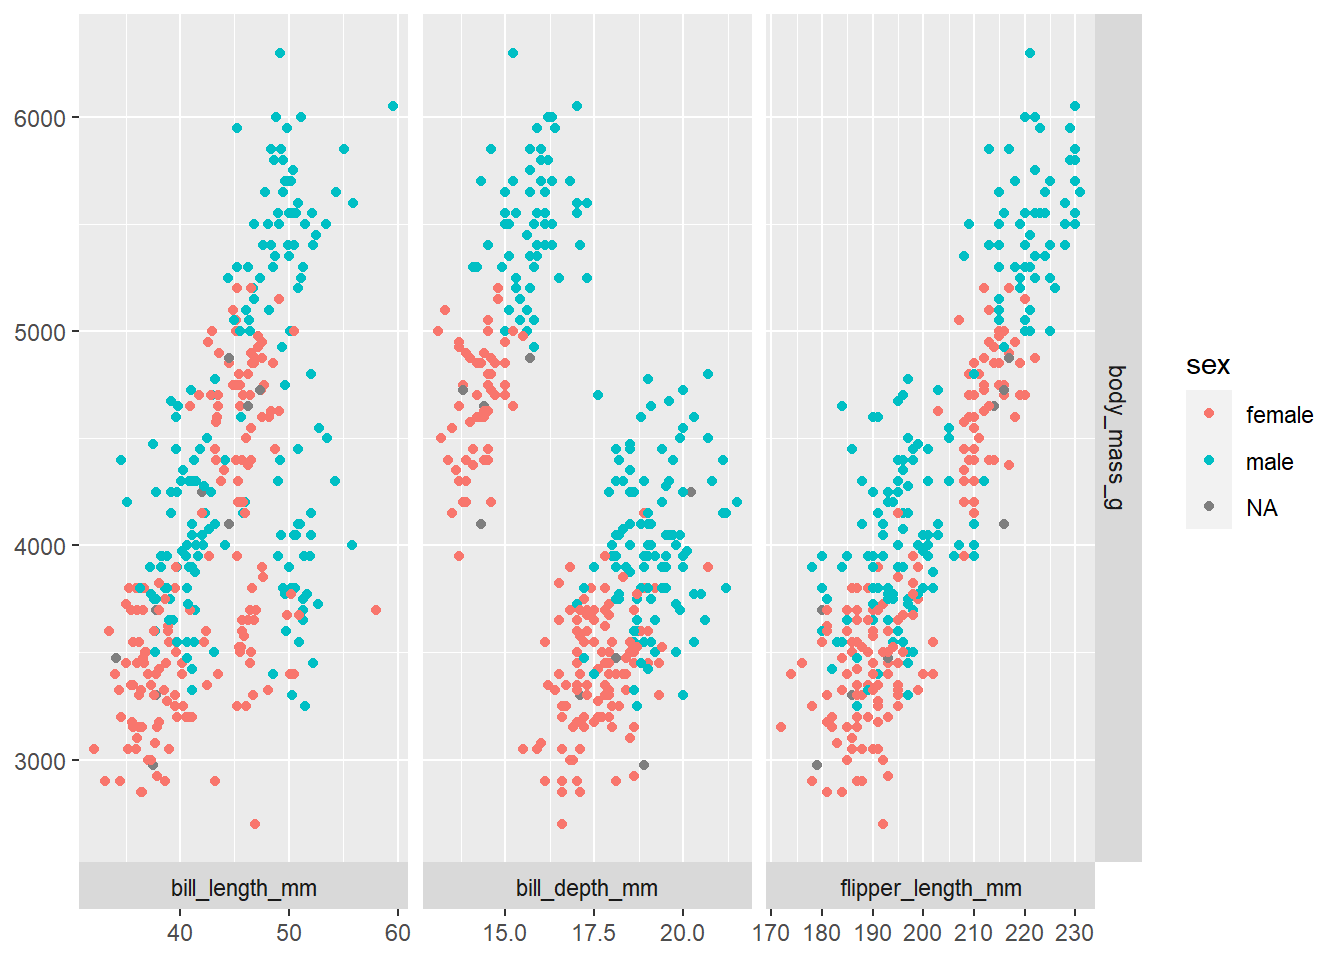 6000
5000
4000
3000
body_mass_g
bill_length_mm
bill_depth_mm
flipper_length_mm
40 50 60
15.0 17.5 20.0
170 180 190 200 210 220 230
sex
female
male
NA